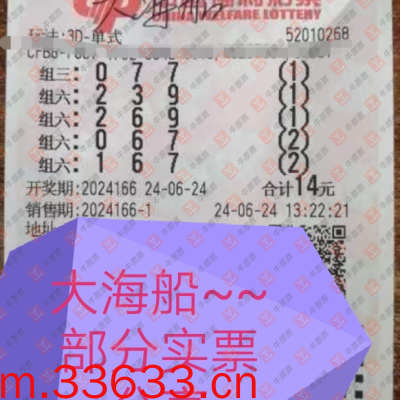 大海船
WELFARE LOTTERY
玩法:3D-单式 52010268
组三: 0 7 7 (1)
组六: 2 3 9 (1)
组六: 2 6 9 (1)
组六: 0 6 7 (2)
组六: 1 6 7 (2)
开奖期:2024166 24-06-24 合计14元
销售期:2024166-1 24-06-24 13:22:21
地址
大海船~~
部分实票
m.33633.cn